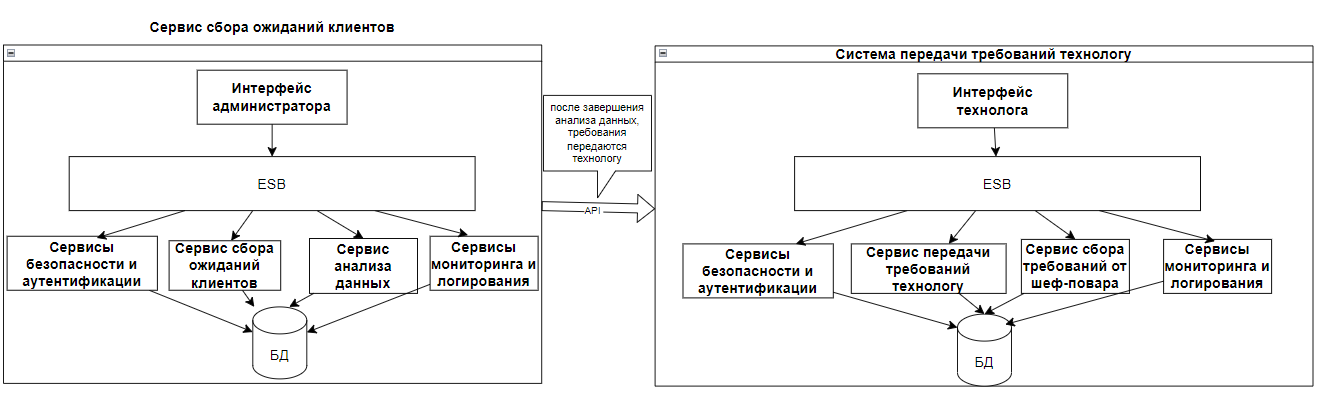 Сервис сбора ожиданий клиентов
Интерфейс
администратора
ESB
Сервисы
безопасности и
аутентификации
Сервис сбора
ожиданий
клиентов
Сервис
анализа
данных
Сервисы
мониторинга и
логирования
БД
после завершения
анализа данных,
требования
передаются
технологу
API
Система передачи требований технологу
Интерфейс
технолога
ESB
Сервисы
безопасности и
аутентификации
Сервис передачи
требований
технологу
Сервис сбора
требований от
шеф-повара
Сервисы
мониторинга и
логирования
БД